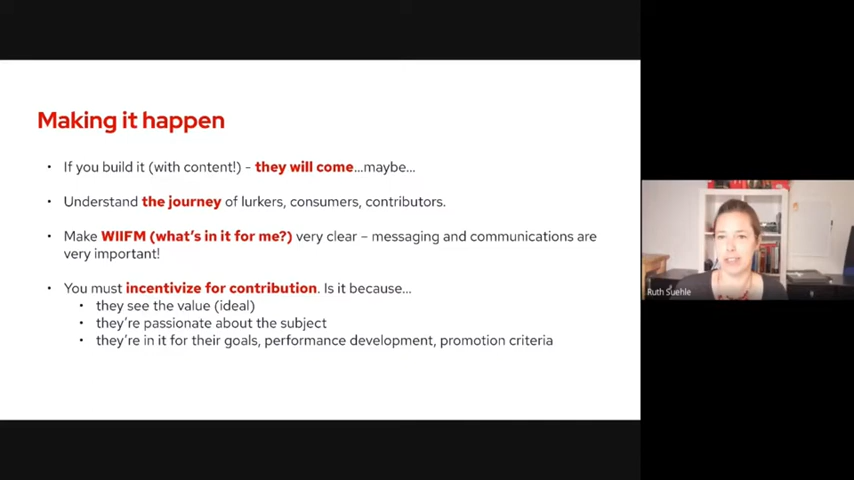 Making it happen
• If you build it (with content!) - they will come…maybe…
• Understand the journey of lurkers, consumers, contributors.
• Make WIIFM (what's in it for me?) very clear – messaging and communications are
very important!
• You must incentivize for contribution. Is it because…
• they see the value (ideal)
• they're passionate about the subject
• they're in it for their goals, performance development, promotion criteria
Ruth Suehle